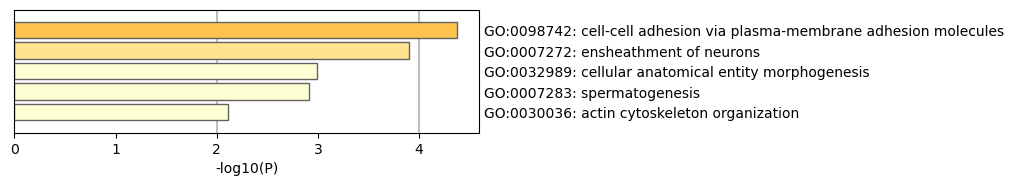 GO:0098742: cell-cell adhesion via plasma-membrane adhesion molecules
GO:0007272: ensheathment of neurons
GO:0032989: cellular anatomical entity morphogenesis
GO:0007283: spermatogenesis
GO:0030036: actin cytoskeleton organization
0 1 2 3 4
-log10(P)